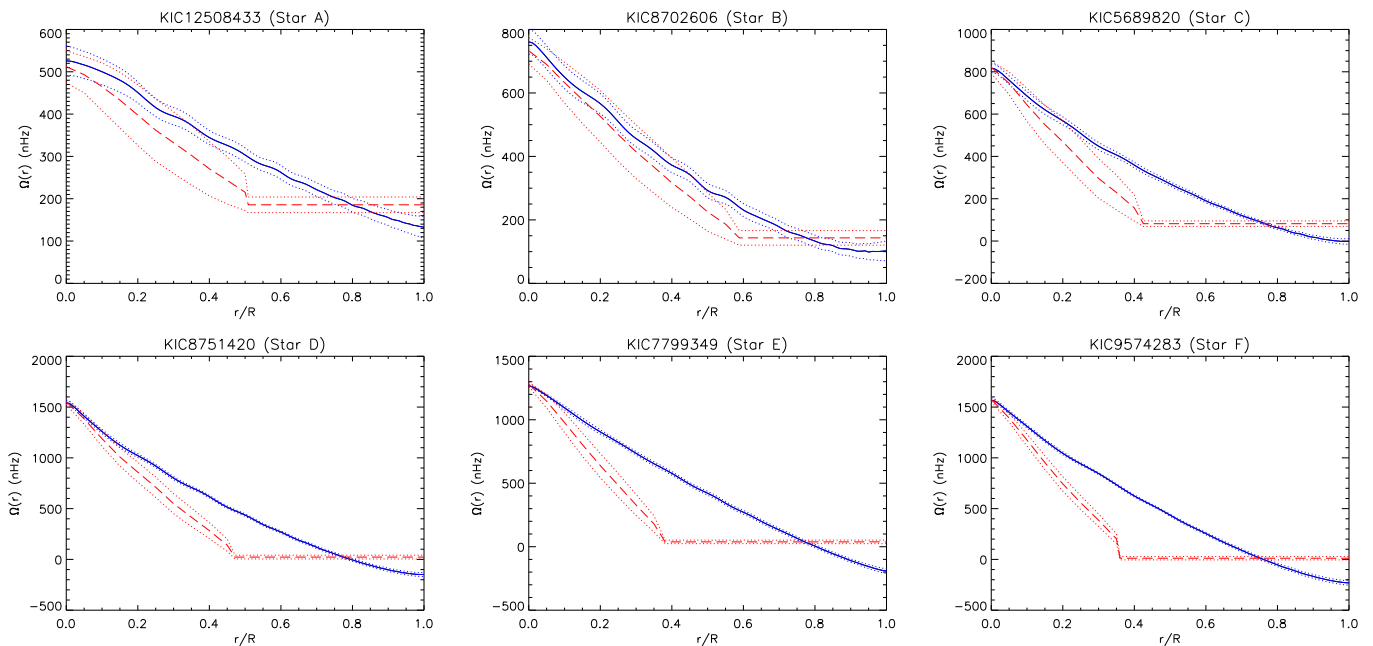 KIC12508433 (Star A)
600
500
400
300
200
100
0
Ω(r) (nHz)
0.0 0.2 0.4 0.6 0.8 1.0
r/R
KIC8702606 (Star B)
800
600
400
200
0
Ω(r) (nHz)
0.0 0.2 0.4 0.6 0.8 1.0
r/R
KIC5689820 (Star C)
1000
800
600
400
200
0
−200
Ω(r) (nHz)
0.0 0.2 0.4 0.6 0.8 1.0
r/R
KIC8751420 (Star D)
2000
1500
1000
500
0
−500
Ω(r) (nHz)
0.0 0.2 0.4 0.6 0.8 1.0
r/R
KIC7799349 (Star E)
1500
1000
500
0
−500
Ω(r) (nHz)
0.0 0.2 0.4 0.6 0.8 1.0
r/R
KIC9574283 (Star F)
2000
1500
1000
500
0
−500
Ω(r) (nHz)
0.0 0.2 0.4 0.6 0.8 1.0
r/R